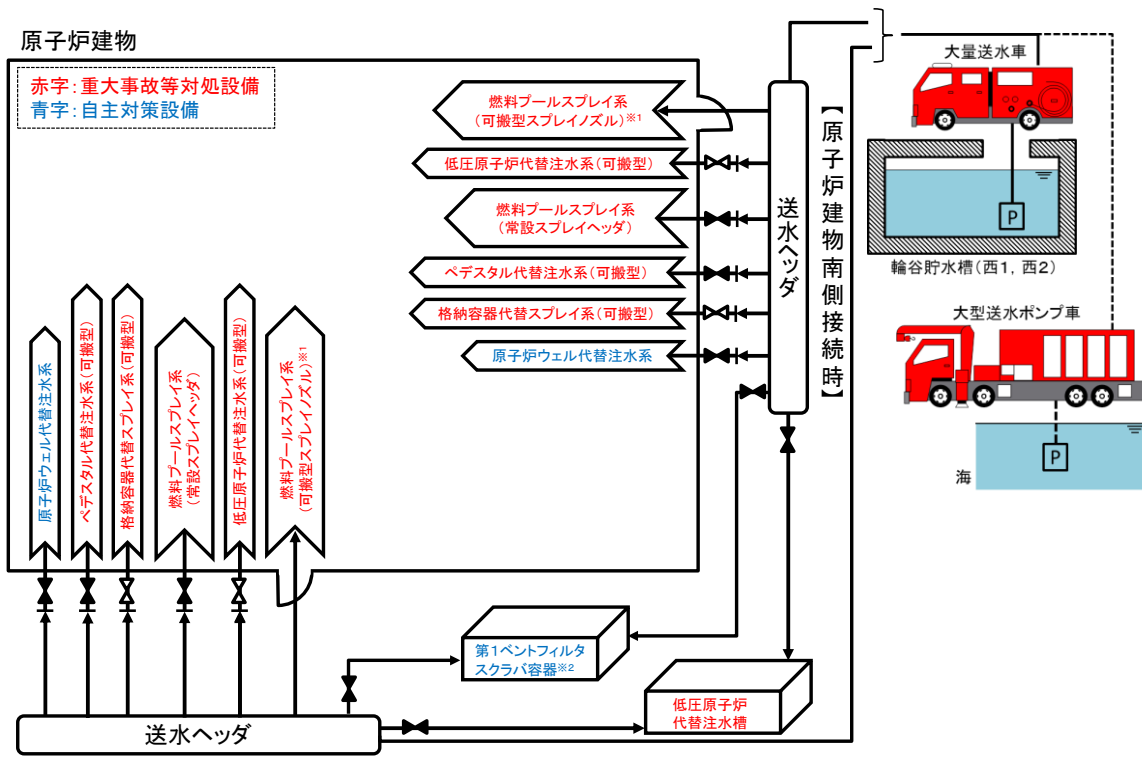 原子炉建物
赤字:重大事故等対処設備
青字:自主対策設備
燃料プールスプレイ系
(可搬型スプレイノズル)※1
低圧原子炉代替注水系(可搬型)
燃料プールスプレイ系
(常設スプレイヘッダ)
ペデスタル代替注水系(可搬型)
格納容器代替スプレイ系(可搬型)
原子炉ウェル代替注水系
送水ヘッダ
【原子炉建物南側接続時】
大量送水車
P
輪谷貯水槽(西1,西2)
大型送水ポンプ車
P
海
原子炉ウェル代替注水系
ペデスタル代替注水系(可搬型)
格納容器代替スプレイ系(可搬型)
燃料プールスプレイ系
(常設スプレイヘッダ)
低圧原子炉代替注水系(可搬型)
燃料プールスプレイ系
(可搬型スプレイノズル)※1
第1ベントフィルタ
スクラバ容器※2
低圧原子炉
代替注水槽
送水ヘッダ